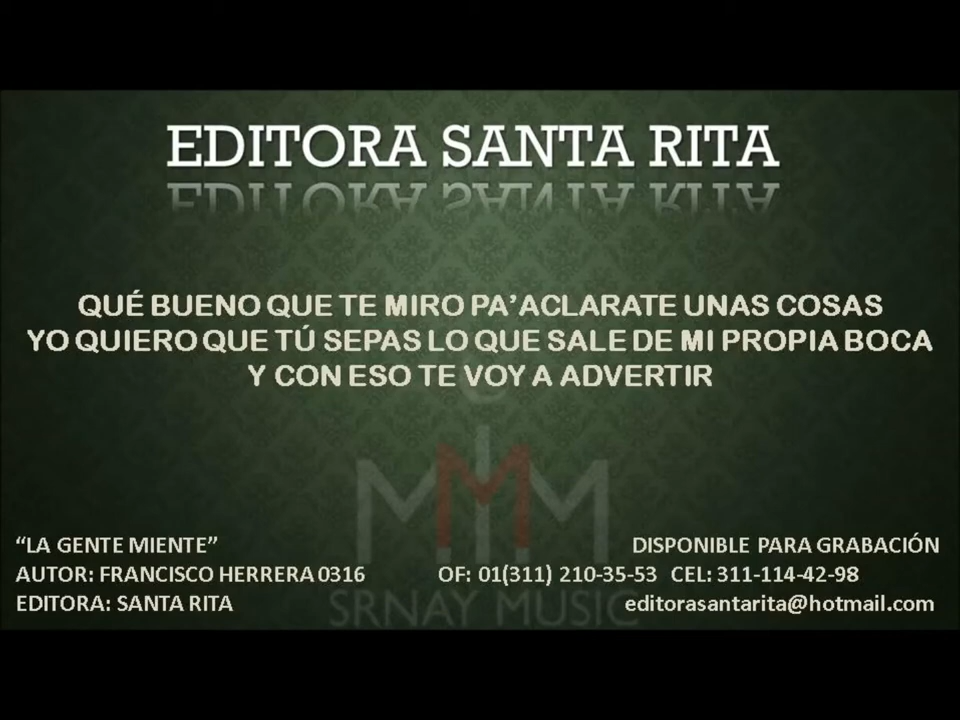 EDITORA SANTA RITA
QUÉ BUENO QUE TE MIRO PA' ACLARATE UNAS COSAS
YO QUIERO QUE TÚ SEPAS LO QUE SALE DE MI PROPIA BOCA
Y CON ESO TE VOY A ADVERTIR
MMM
"LA GENTE MIENTE" DISPONIBLE PARA GRABACIÓN
AUTOR: FRANCISCO HERRERA 0316 OF: 01(311) 210-35-53 CEL: 311-114-42-98
EDITORA: SANTA RITA editorasantarita@hotmail.com
SRNAY MUSIC